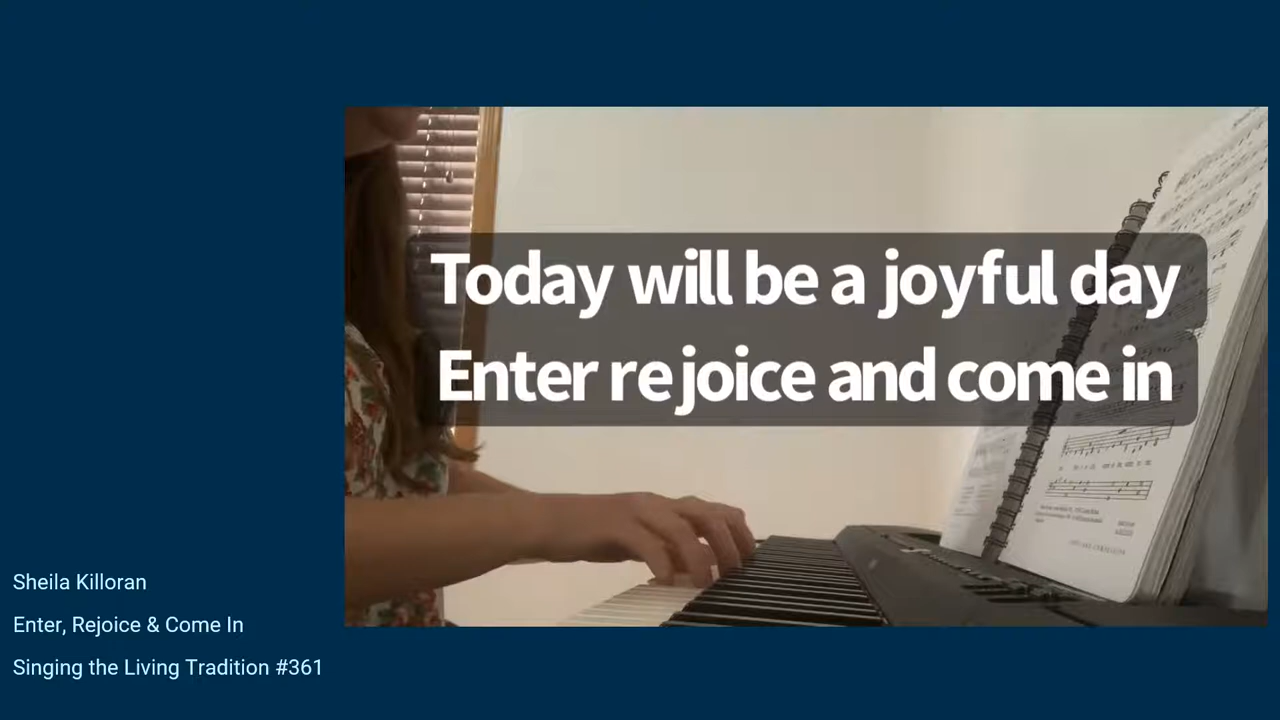 Today will be a joyful day
Enter rejoice and come in
Sheila Killoran
Enter, Rejoice & Come In
Singing the Living Tradition #361